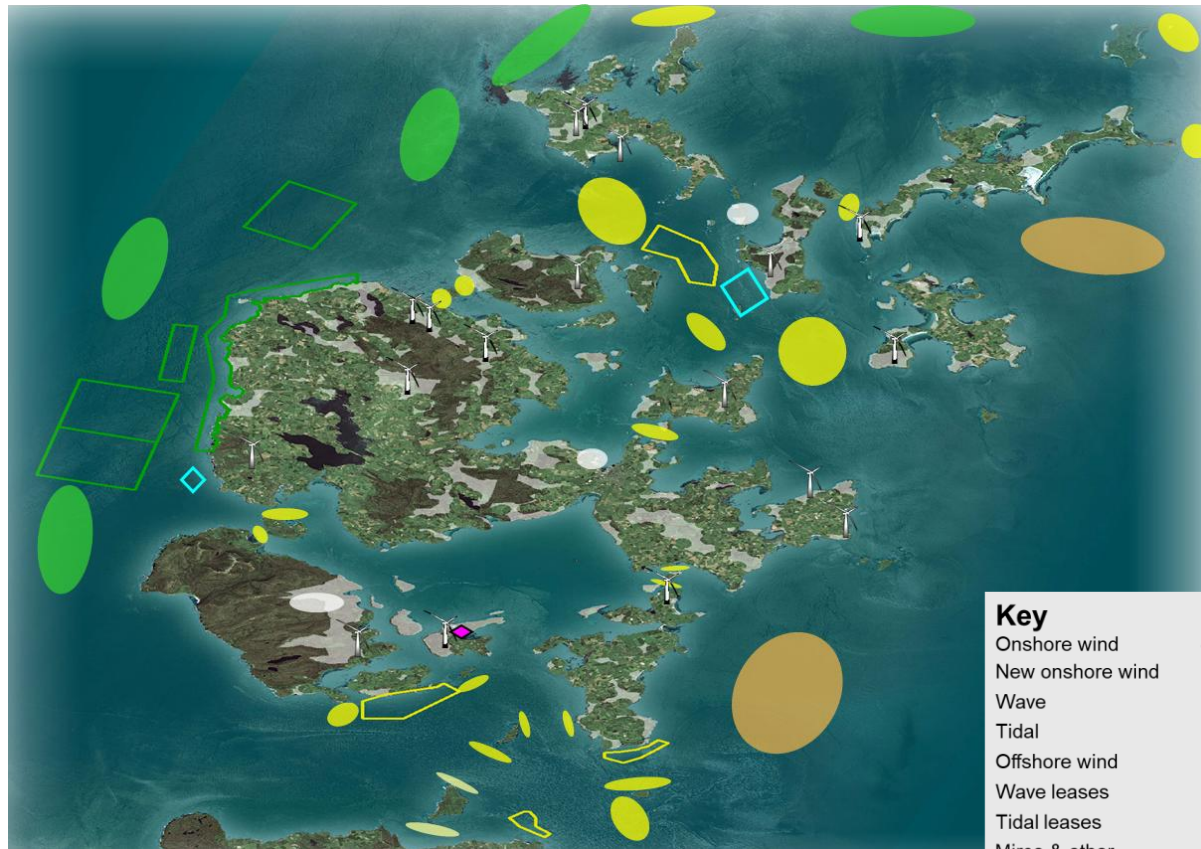 Key
Onshore wind
New onshore wind
Wave
Tidal
Offshore wind
Wave leases
Tidal leases